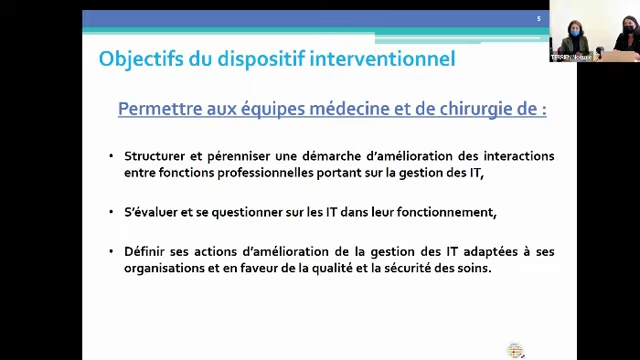 5
Objectifs du dispositif interventionnel
Permettre aux équipes médecine et de chirurgie de :
• Structurer et pérenniser une démarche d'amélioration des interactions
entre fonctions professionnelles portant sur la gestion des IT,
• S'évaluer et se questionner sur les IT dans leur fonctionnement,
• Définir ses actions d'amélioration de la gestion des IT adaptées à ses
organisations et en faveur de la qualité et la sécurité des soins.